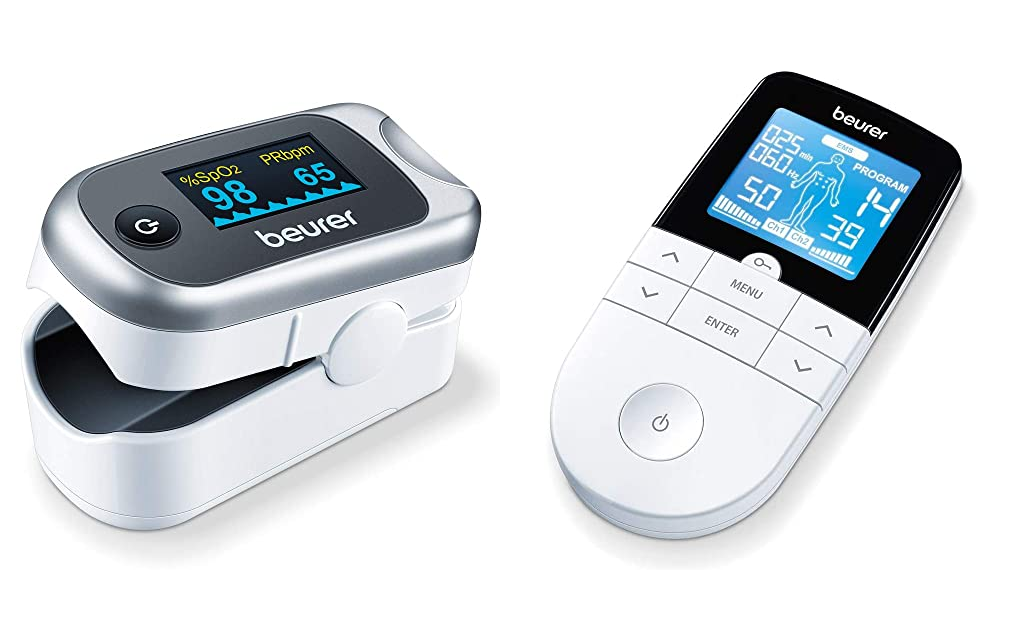 %SpO2 PRbpm
98 65
beurer
beurer
EMS
025 min
060 Hz
PROGRAM
14
50
39
Ch1 Ch2
MENU
ENTER